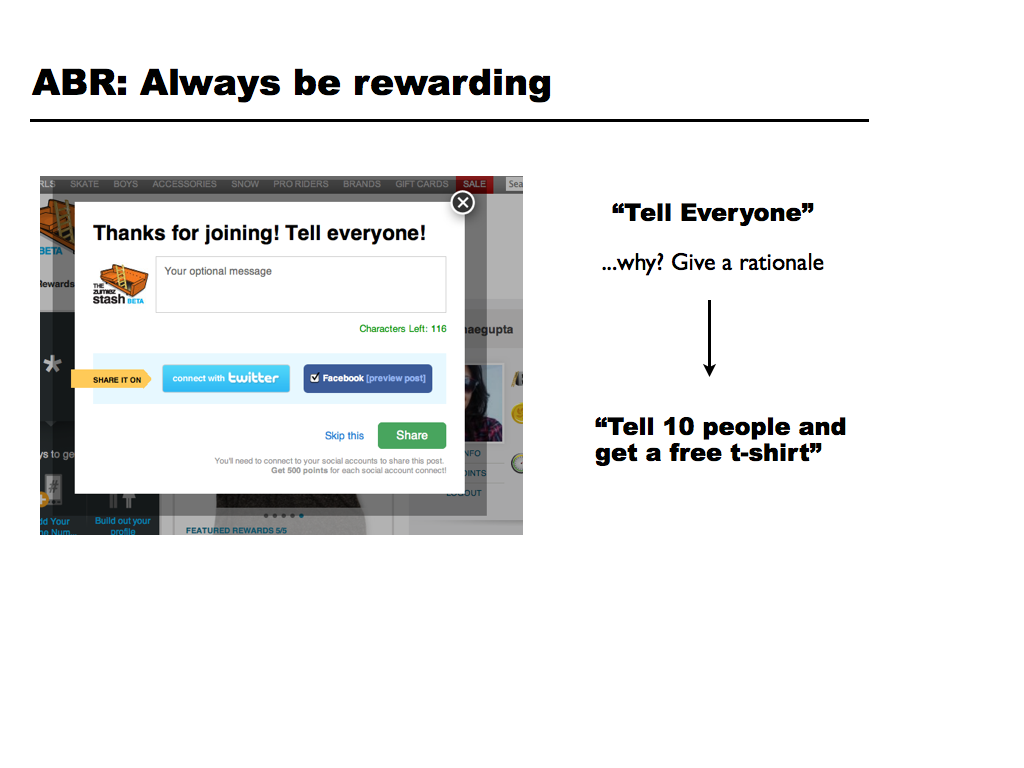 ABR: Always be rewarding
RLS SKATE BOYS ACCESSORIES SNOW PRO RIDERS BRANDS GIFT CARDS SALE Sea
Thanks for joining! Tell everyone!
BETA
Your optional message
THE
zumiez
stash BETA
ewards
Characters Left: 116
aegupta
*
SHARE IT ON
connect with twitter
Facebook [preview post]
Skip this
Share
You'll need to connect to your social accounts to share this post.
Get 500 points for each social account connect!
ys to ge
NFO
OINTS
LOGOUT
#
dd Your
e Num
Build out your
profile
FEATURED REWARDS 5/5
“Tell Everyone”
...why? Give a rationale
“Tell 10 people and
get a free t-shirt”